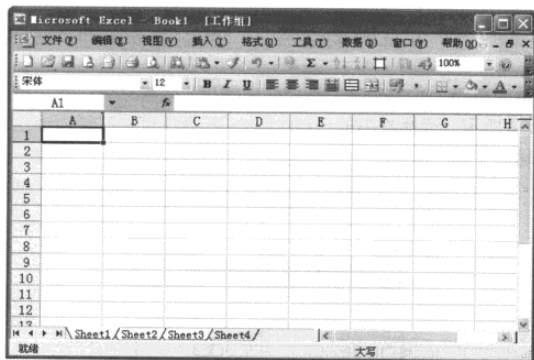 Microsoft Excel - Book1 [工作组]
文件(F) 编辑(E) 视图(V) 插入(I) 格式(O) 工具(T) 数据(D) 窗口(W) 帮助(H)
Σ 100%
宋体 12 B I U A
A1 fx
A B C D E F G H
1
2
3
4
5
6
7
8
9
10
11
12
13
Sheet1 Sheet2 Sheet3 Sheet4
就绪 大写